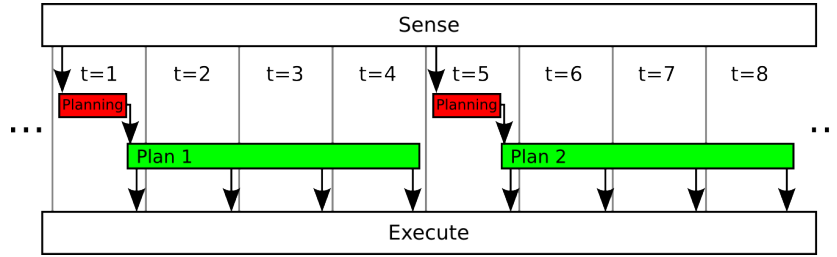 Sense
t=1 t=2 t=3 t=4 t=5 t=6 t=7 t=8
Planning Planning
... ...
Plan 1 Plan 2
Execute